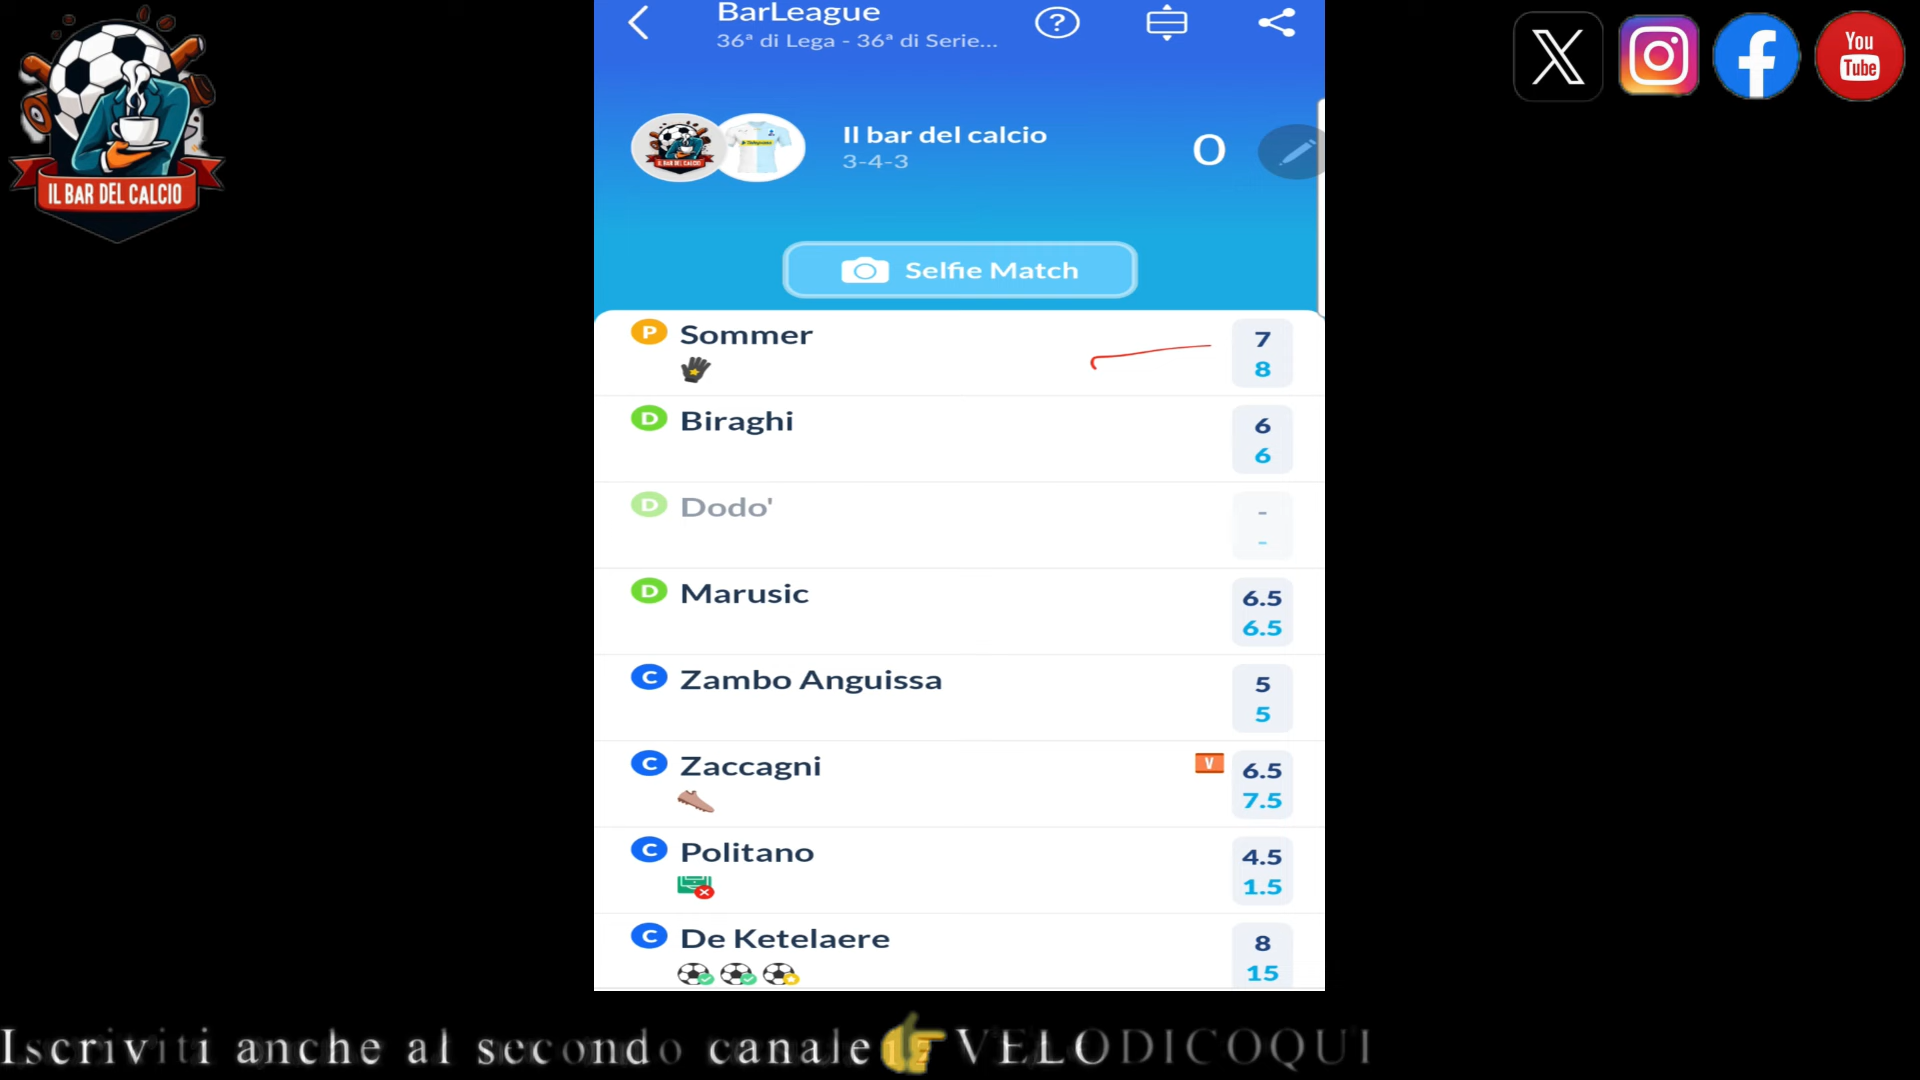 BarLeague
36ª di Lega - 36ª di Serie...
?
You
Tube
IL BAR DEL CALCIO
Il bar del calcio
3-4-3
0
Selfie Match
P Sommer 7
8
D Biraghi 6
6
D Dodo' -
-
D Marusic 6.5
6.5
C Zambo Anguissa 5
5
C Zaccagni V 6.5
7.5
C Politano 4.5
1.5
C De Ketelaere 8
15
Iscriviti anche al secondo canale VELODICOQUI